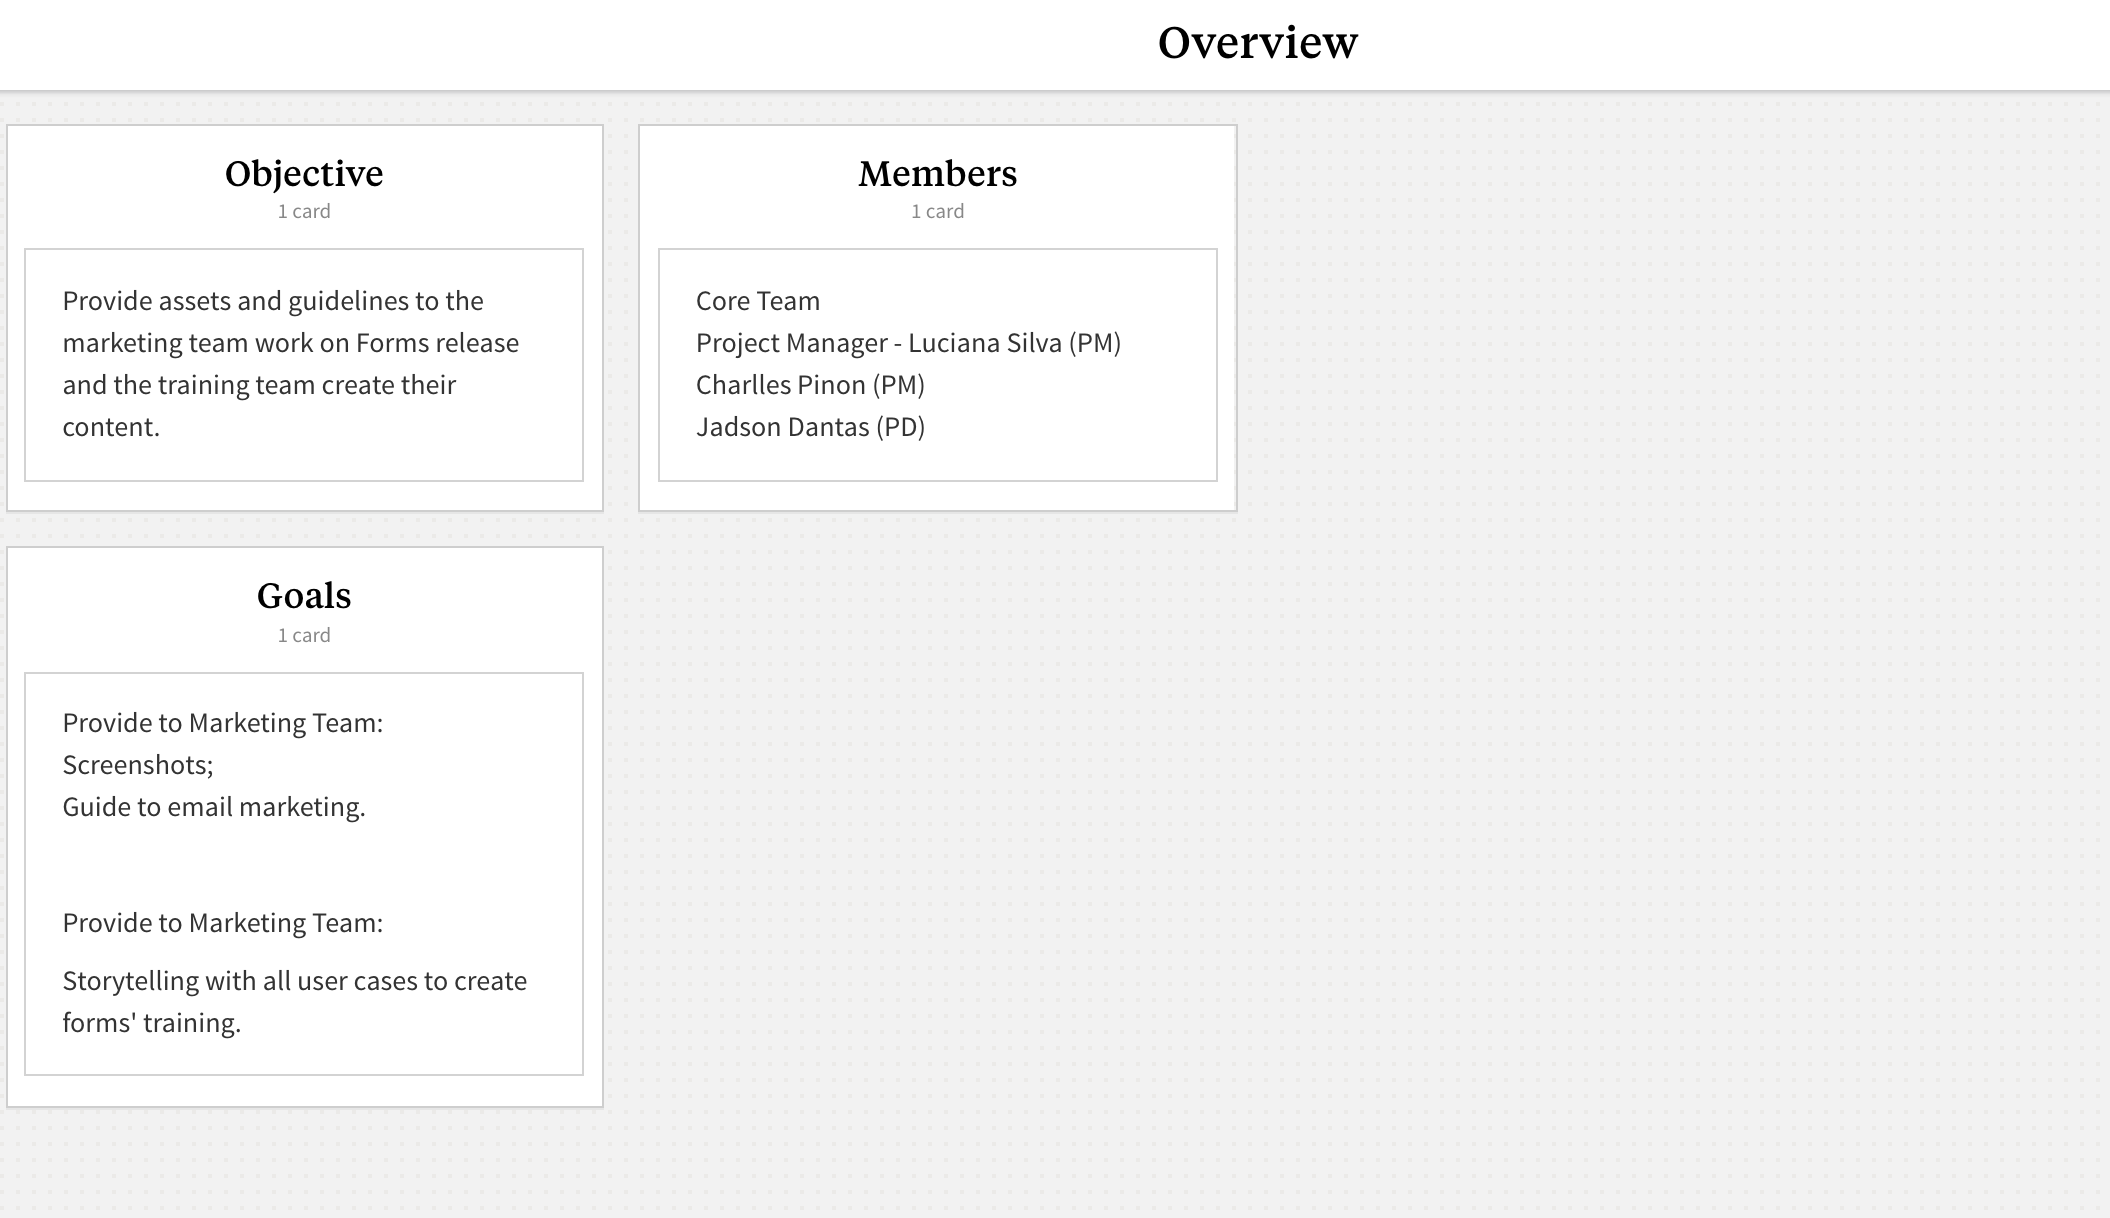 Overview
Objective
1 card
Provide assets and guidelines to the
marketing team work on Forms release
and the training team create their
content.
Members
1 card
Core Team
Project Manager - Luciana Silva (PM)
Charlles Pinon (PM)
Jadson Dantas (PD)
Goals
1 card
Provide to Marketing Team:
Screenshots;
Guide to email marketing.
Provide to Marketing Team:
Storytelling with all user cases to create
forms' training.